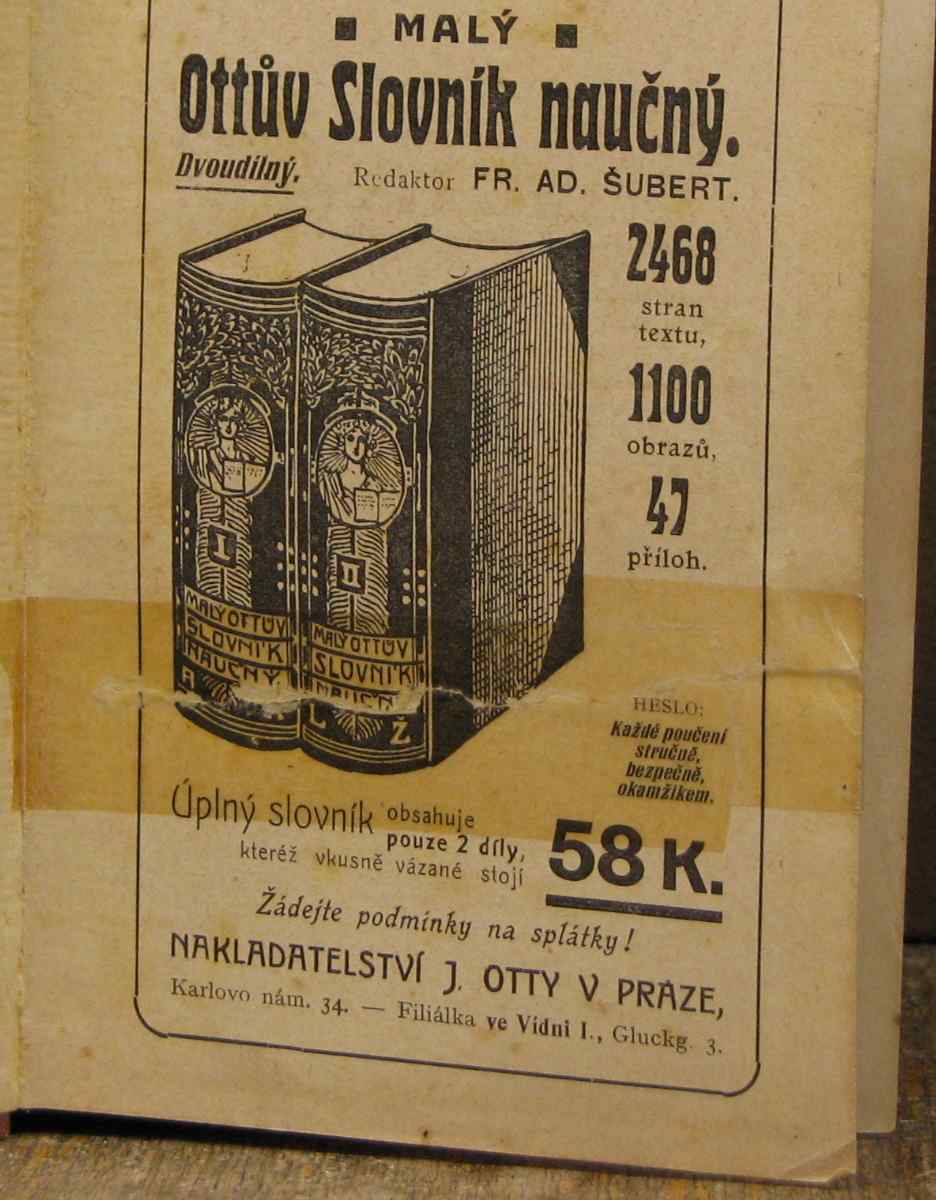 MALÝ
Ottův Slovník naučný.
Dvoudílný.
Redaktor FR. AD. ŠUBERT.
2468
stran
textu,
1100
obrazů,
47
příloh.
I
MALÝ OTTŮV
SLOVNÍK
NAUČNÝ
A
K
II
MALÝ OTTŮV
SLOVNÍK
NAUČN
L
Ž
HESLO:
Každé poučení
stručně,
bezpečně,
okamžikem.
Úplný slovník obsahuje
pouze 2 díly,
kteréž vkusně vázané stojí
58 K.
Žádejte podmínky na splátky!
NAKLADATELSTVÍ J. OTTY V PRAZE,
Karlovo nám. 34. — Filiálka ve Vídni I., Gluckg. 3.